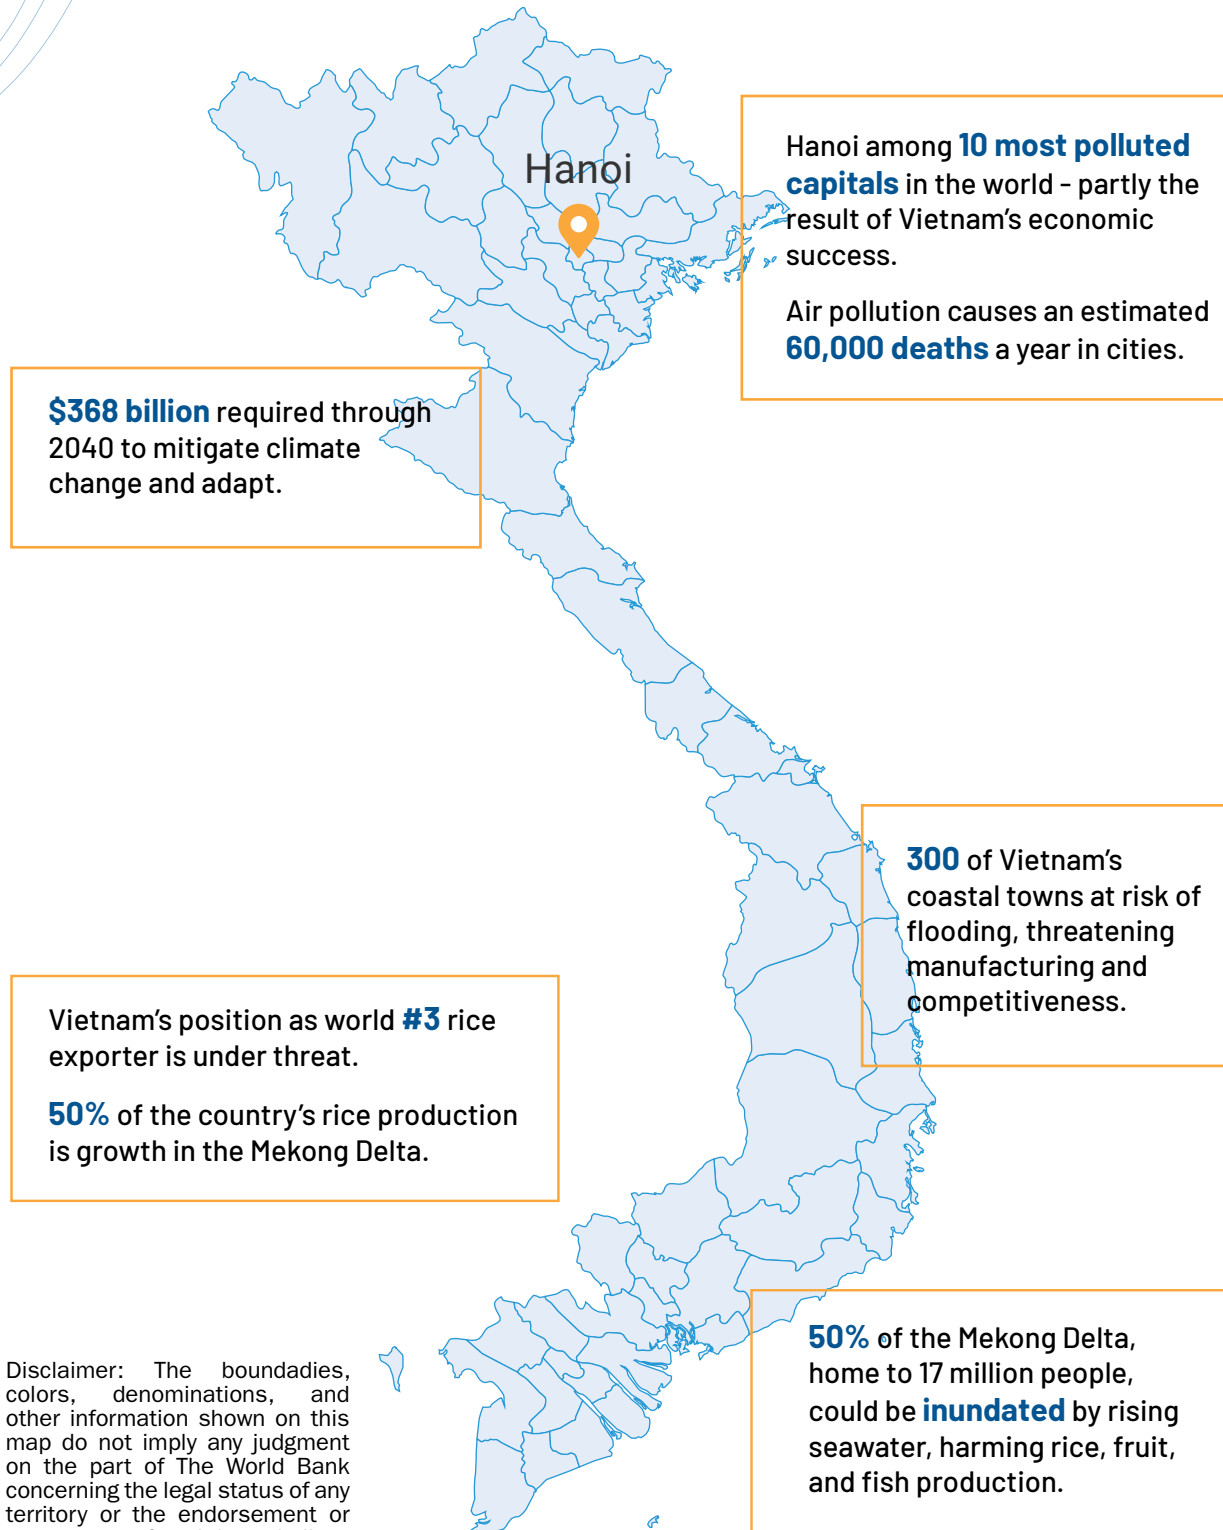 Hanoi
Hanoi among 10 most polluted
capitals in the world - partly the
result of Vietnam's economic
success.
Air pollution causes an estimated
60,000 deaths a year in cities.
$368 billion required through
2040 to mitigate climate
change and adapt.
300 of Vietnam's
coastal towns at risk of
flooding, threatening
manufacturing and
competitiveness.
Vietnam's position as world #3 rice
exporter is under threat.
50% of the country's rice production
is growth in the Mekong Delta.
50% of the Mekong Delta,
home to 17 million people,
could be inundated by rising
seawater, harming rice, fruit,
and fish production.
Disclaimer: The boundadies,
colors, denominations, and
other information shown on this
map do not imply any judgment
on the part of The World Bank
concerning the legal status of any
territory or the endorsement or